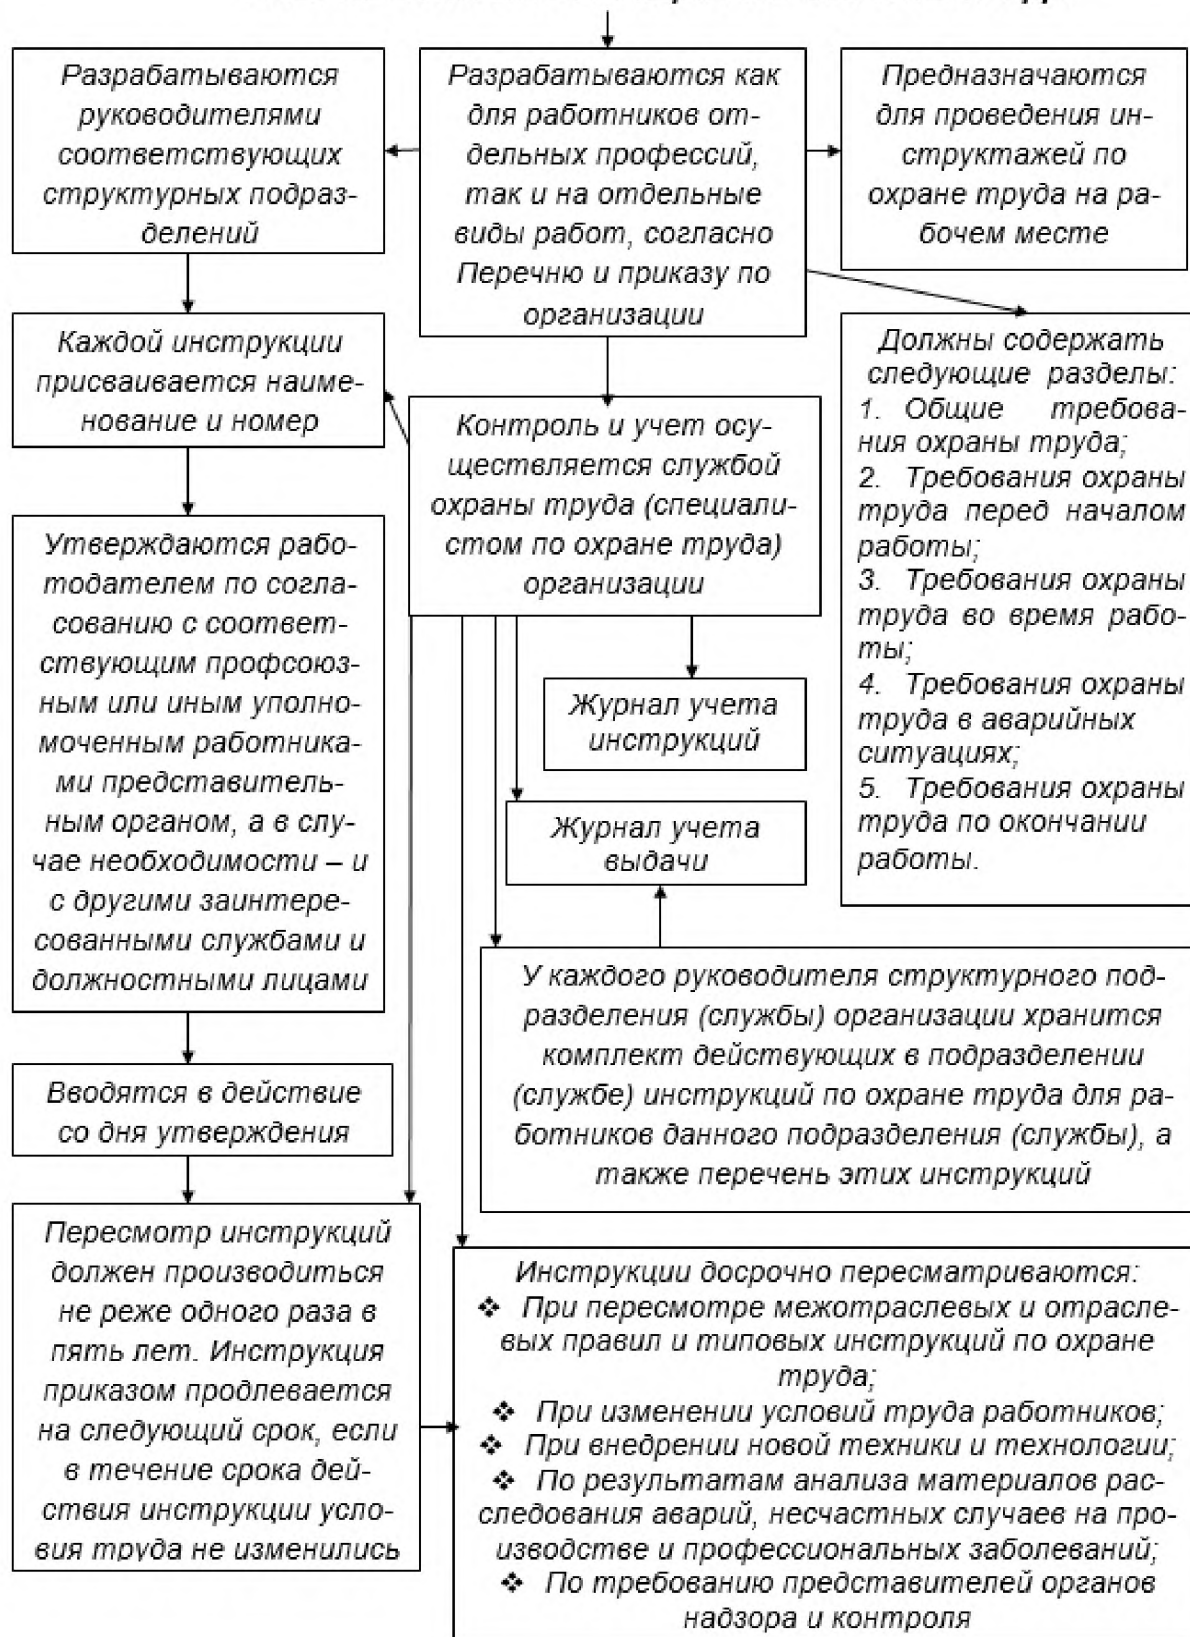 Разрабатываются
руководителями
соответствующих
структурных подраз-
делений
Разрабатываются как
для работников от-
дельных профессий,
так и на отдельные
виды работ, согласно
Перечню и приказу по
организации
Предназначаются
для проведения ин-
структажей по
охране труда на ра-
бочем месте
Каждой инструкции
присваивается наиме-
нование и номер
Контроль и учет осу-
ществляется службой
охраны труда (специали-
стом по охране труда)
организации
Должны содержать
следующие разделы:
1. Общие требова-
ния охраны труда;
2. Требования охраны
труда перед началом
работы;
3. Требования охраны
труда во время рабо-
ты;
4. Требования охраны
труда в аварийных
ситуациях;
5. Требования охраны
труда по окончании
работы.
Утверждаются рабо-
тодателем по согла-
сованию с соответ-
ствующим профсоюз-
ным или иным уполно-
моченным работника-
ми представитель-
ным органом, а в слу-
чае необходимости – и
с другими заинтере-
сованными службами и
должностными лицами
Журнал учета
инструкций
Журнал учета
выдачи
У каждого руководителя структурного под-
разделения (службы) организации хранится
комплект действующих в подразделении
(службе) инструкций по охране труда для ра-
ботников данного подразделения (службы), а
также перечень этих инструкций
Вводятся в действие
со дня утверждения
Пересмотр инструкций
должен производиться
не реже одного раза в
пять лет. Инструкция
приказом продлевается
на следующий срок, если
в течение срока дей-
ствия инструкции усло-
вия труда не изменились
Инструкции досрочно пересматриваются:
❖ При пересмотре межотраслевых и отрасле-
вых правил и типовых инструкций по охране
труда;
❖ При изменении условий труда работников;
❖ При внедрении новой техники и технологии;
❖ По результатам анализа материалов рас-
следования аварий, несчастных случаев на про-
изводстве и профессиональных заболеваний;
❖ По требованию представителей органов
надзора и контроля